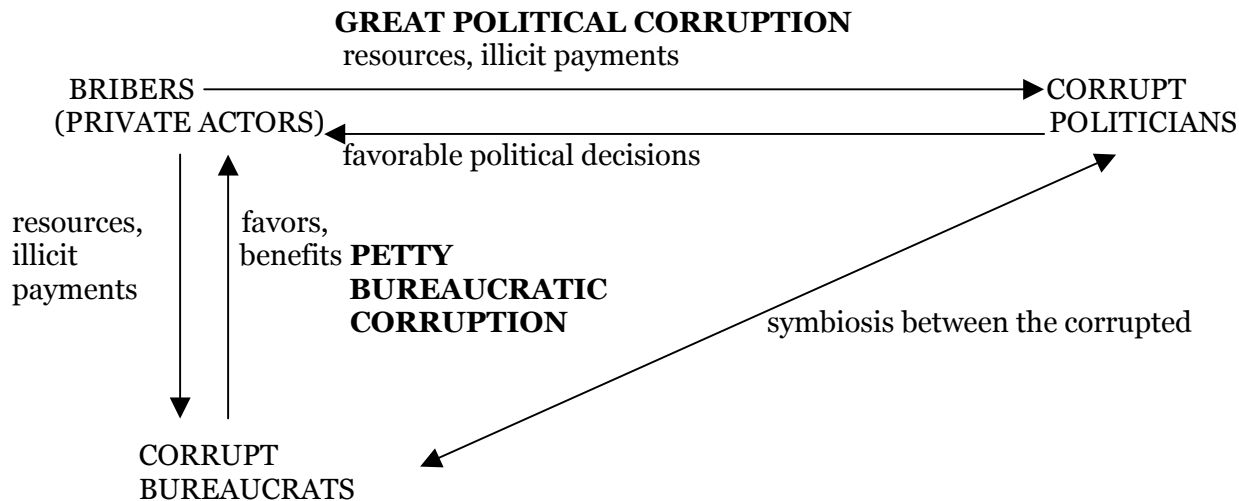 GREAT POLITICAL CORRUPTION
resources, illicit payments
BRIBERS
(PRIVATE ACTORS)
CORRUPT
POLITICIANS
favorable political decisions
resources,
illicit
payments
favors,
benefits
PETTY
BUREAUCRATIC
CORRUPTION
symbiosis between the corrupted
CORRUPT
BUREAUCRATS